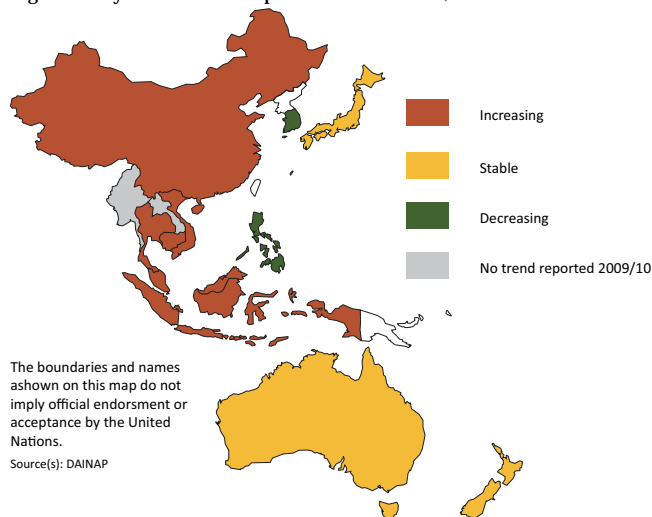 Increasing
Stable
Decreasing
No trend reported 2009/10
The boundaries and names
ashown on this map do not
imply official endorsment or
acceptance by the United
Nations.
Source(s): DAINAP